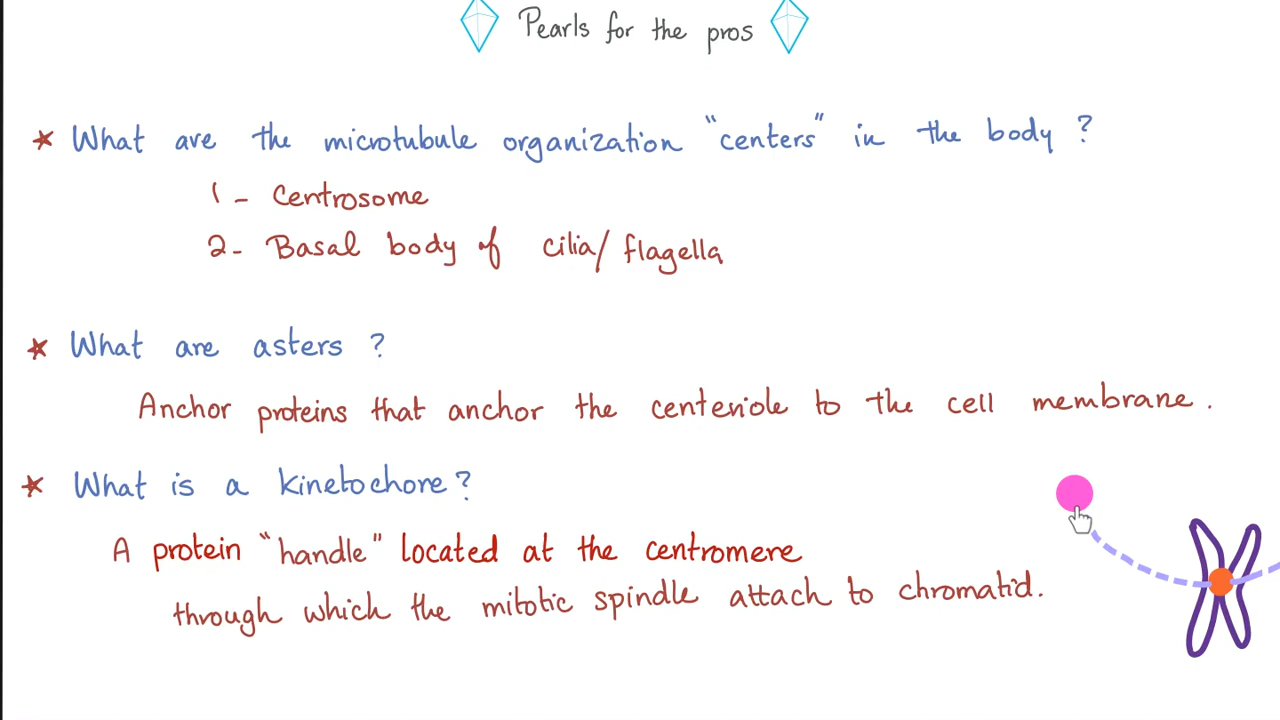 Pearls for the pros
* What are the microtubule organization "centers" in the body ?
1 - Centrosome
2 - Basal body of cilia/flagella
* What are asters ?
Anchor proteins that anchor the centeriole to the cell membrane.
* What is a kinetochore?
A protein "handle" located at the centromere
through which the mitotic spindle attach to chromatid.